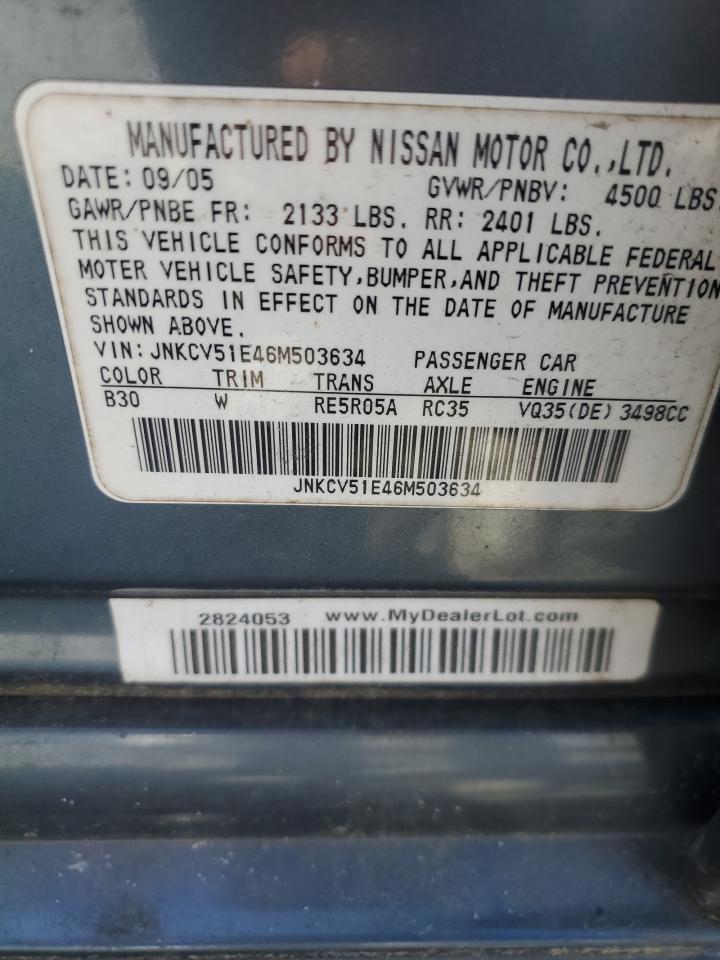 MANUFACTURED BY NISSAN MOTOR CO.,LTD.
DATE: 09/05 GVWR/PNBV: 4500 LBS.
GAWR/PNBE FR: 2133 LBS. RR: 2401 LBS.
THIS VEHICLE CONFORMS TO ALL APPLICABLE FEDERAL
MOTER VEHICLE SAFETY,BUMPER,AND THEFT PREVENTION
STANDARDS IN EFFECT ON THE DATE OF MANUFACTURE
SHOWN ABOVE.
VIN: JNKCV51E46M503634 PASSENGER CAR
COLOR TRIM TRANS AXLE ENGINE
B30 W RE5R05A RC35 VQ35(DE) 3498CC
JNKCV51E46M503634
2824053 www.MyDealerLot.com